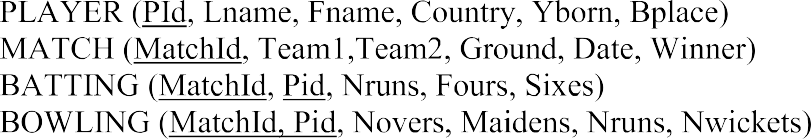 PLAYER (PId, Lname, Fname, Country, Yborn, Bplace)
MATCH (MatchId, Team1,Team2, Ground, Date, Winner)
BATTING (MatchId, Pid, Nruns, Fours, Sixes)
BOWLING (MatchId, Pid, Novers, Maidens, Nruns, Nwickets)